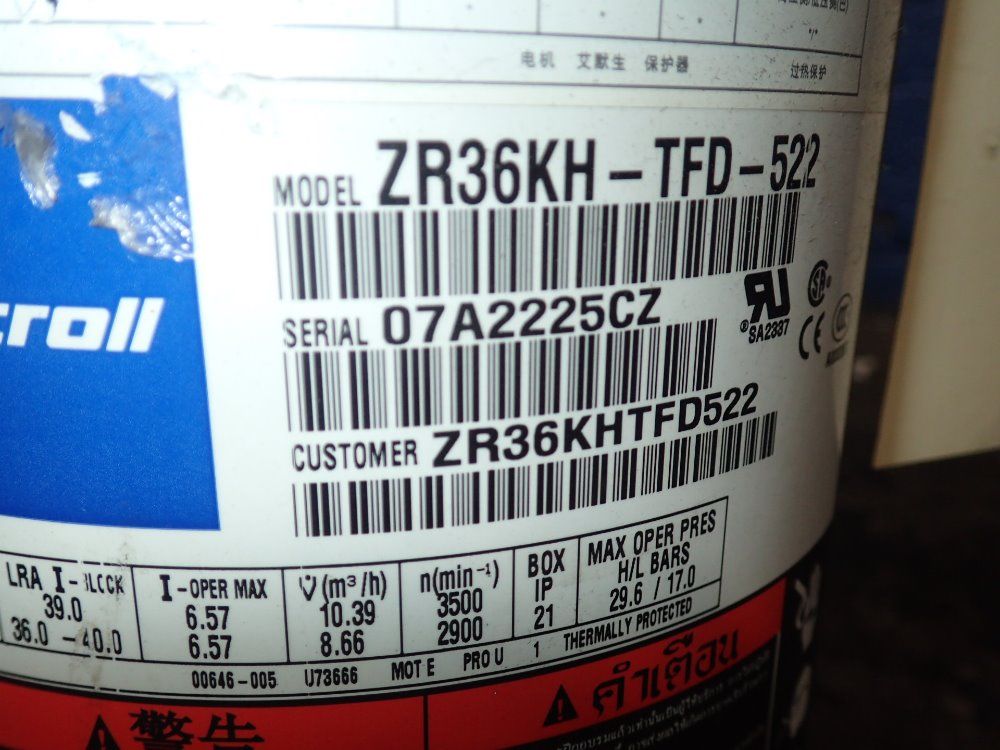 电机 艾默生 保护器 过热保护
MODEL ZR36KH-TFD-522
SERIAL 07A2225CZ
SA2337
CUSTOMER ZR36KHTFD522
croll
LRA I-BLOCK I-OPER MAX V̇(m³/h) n(min⁻¹) BOX IP MAX OPER PRES H/L BARS
39.0 6.57 10.39 3500 21 29.6 / 17.0
36.0 - 40.0 6.57 8.66 2900
00646-005 U73666 MOT E PRO U 1 THERMALLY PROTECTED
警告
คำเตือน